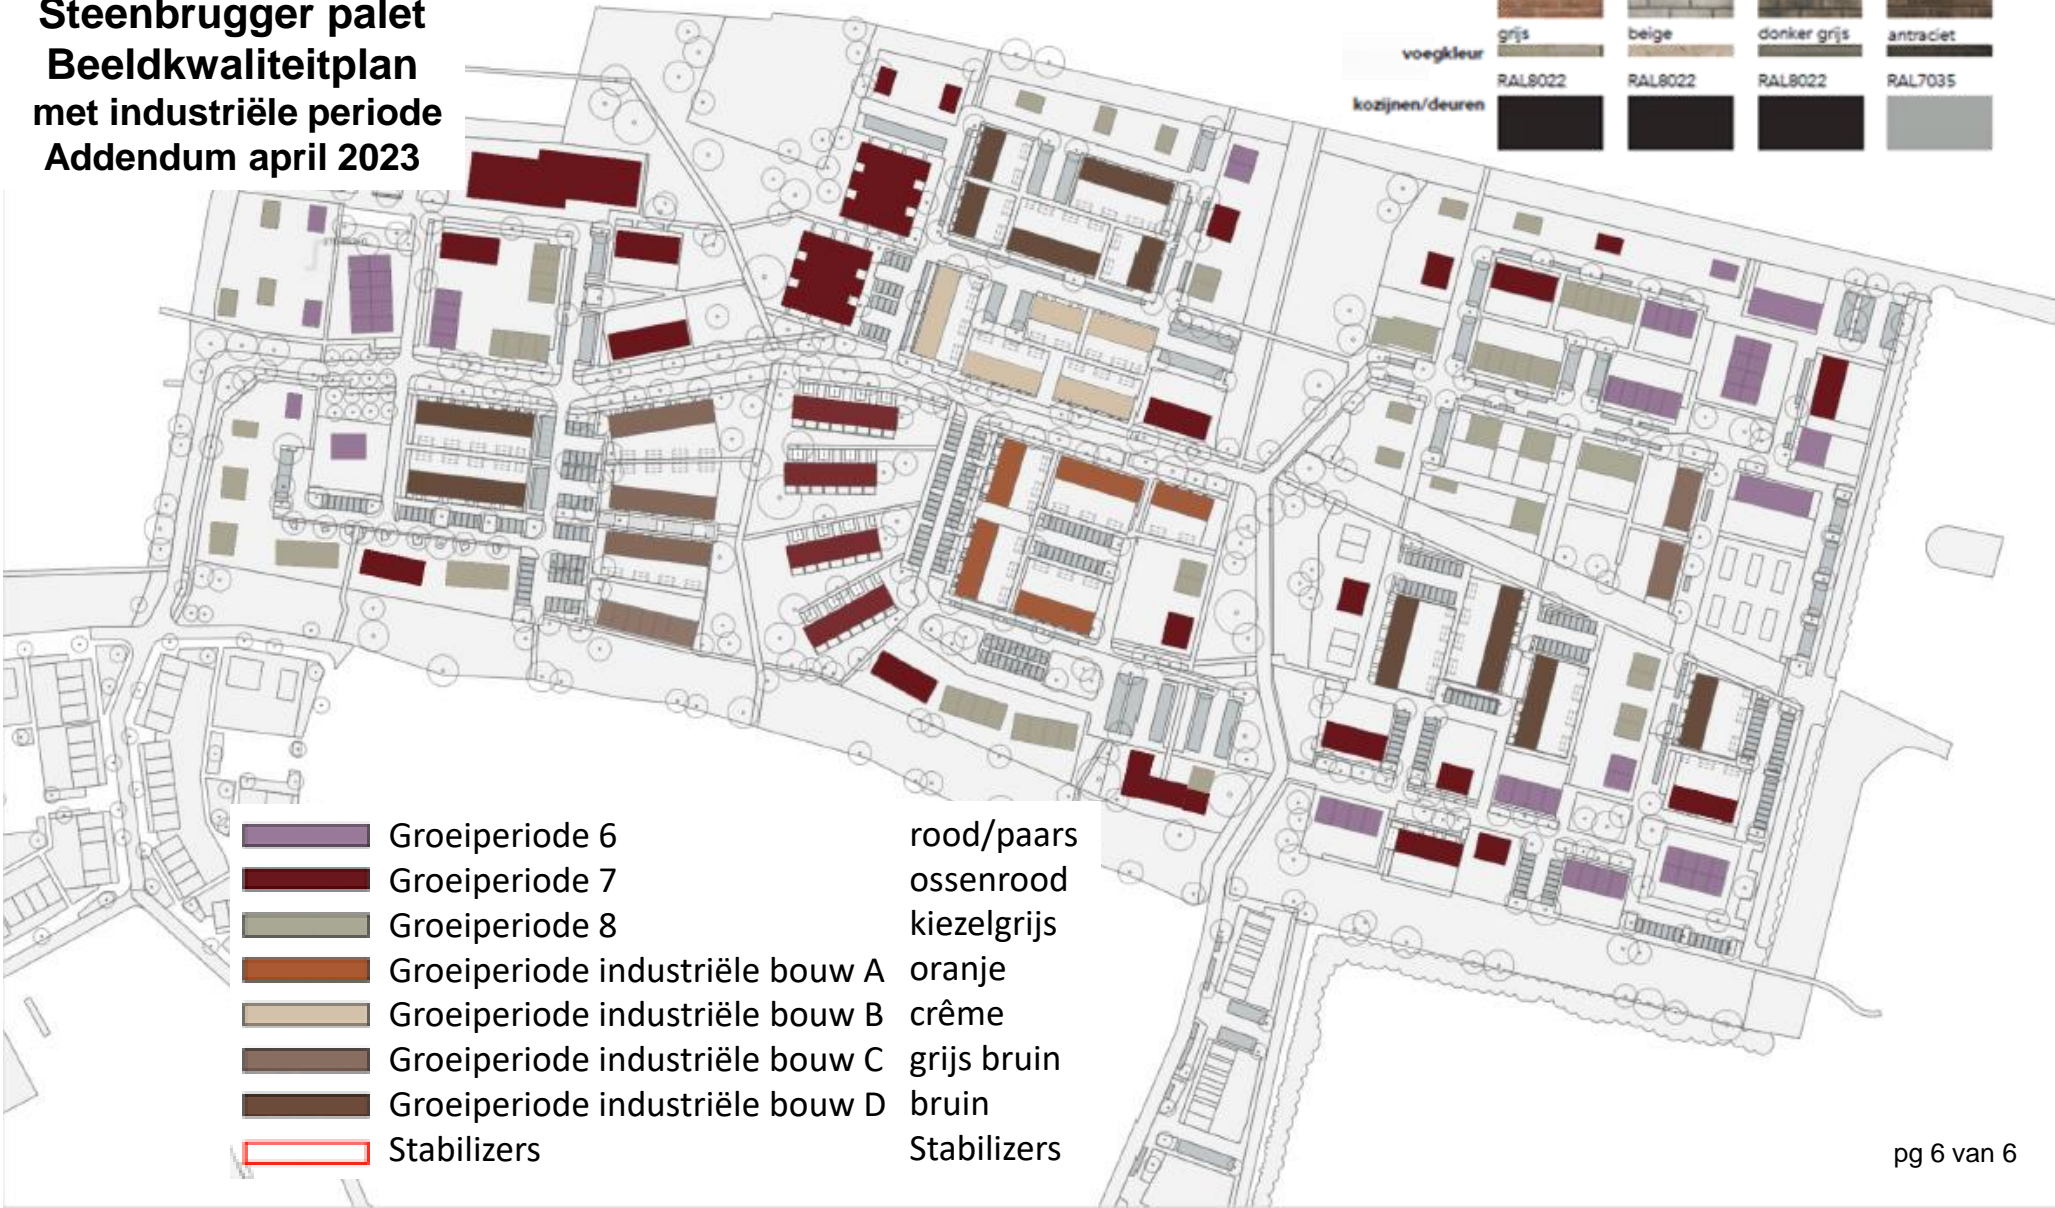 Steenbrugger palet
Beeldkwaliteitplan
met industriële periode
Addendum april 2023
grijs beige donker grijs antraciet
voegkleur
RAL8022 RAL8022 RAL8022 RAL7035
kozijnen/deuren
Groeiperiode 6 rood/paars
Groeiperiode 7 ossenrood
Groeiperiode 8 kiezelgrijs
Groeiperiode industriële bouw A oranje
Groeiperiode industriële bouw B crême
Groeiperiode industriële bouw C grijs bruin
Groeiperiode industriële bouw D bruin
Stabilizers Stabilizers
pg 6 van 6